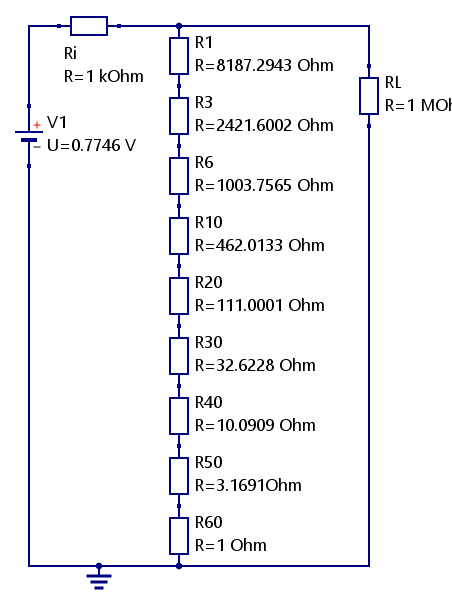 Ri
R=1 kOhm
V1
+
U=0.7746 V
−
R1
R=8187.2943 Ohm
R3
R=2421.6002 Ohm
R6
R=1003.7565 Ohm
R10
R=462.0133 Ohm
R20
R=111.0001 Ohm
R30
R=32.6228 Ohm
R40
R=10.0909 Ohm
R50
R=3.1691Ohm
R60
R=1 Ohm
RL
R=1 MOh